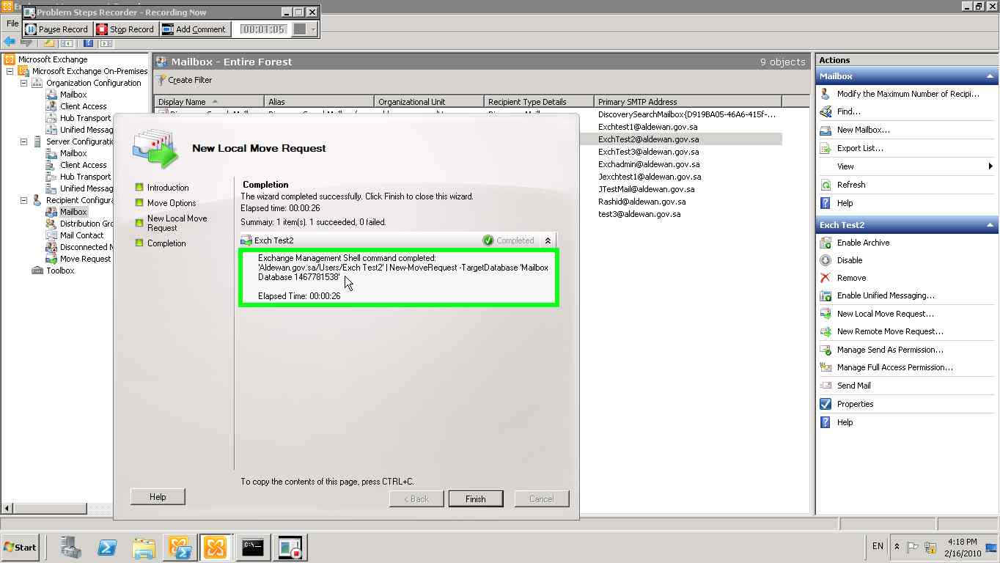 Problem Steps Recorder - Recording Now
Pause Record
Stop Record
Add Comment
00:01:05
File
Microsoft Exchange
Microsoft Exchange On-Premises
Organization Configuration
Mailbox
Client Access
Hub Transport
Unified Messag
Server Configuratio
Mailbox
Client Access
Hub Transport
Unified Messag
Recipient Configura
Mailbox
Distribution Gro
Mail Contact
Disconnected M
Move Request
Toolbox
Mailbox - Entire Forest
9 objects
Create Filter
Display Name
Alias
Organizational Unit
Recipient Type Details
Primary SMTP Address
DiscoverySearchMailbox{D919BA05-46A6-415f-...
Exchtest1@aldewan.gov.sa
ExchTest2@aldewan.gov.sa
ExchTest3@aldewan.gov.sa
Exchadmin@aldewan.gov.sa
Jexchtest1@aldewan.gov.sa
JTestMail@aldewan.gov.sa
Rashid@aldewan.gov.sa
test3@aldewan.gov.sa
New Local Move Request
Introduction
Move Options
New Local Move
Request
Completion
Completion
The wizard completed successfully. Click Finish to close this wizard.
Elapsed time: 00:00:26
Summary: 1 item(s). 1 succeeded, 0 failed.
Exch Test2
Completed
Exchange Management Shell command completed:
'Aldewan.gov.sa/Users/Exch Test2' | New-MoveRequest -TargetDatabase 'Mailbox
Database 1467781538'
Elapsed Time: 00:00:26
To copy the contents of this page, press CTRL+C.
Help
< Back
Finish
Cancel
Actions
Mailbox
Modify the Maximum Number of Recipi...
Find...
New Mailbox...
Export List...
View
Refresh
Help
Exch Test2
Enable Archive
Disable
Remove
Enable Unified Messaging...
New Local Move Request...
New Remote Move Request...
Manage Send As Permission...
Manage Full Access Permission...
Send Mail
Properties
Help
Start
EN
4:18 PM
2/16/2010